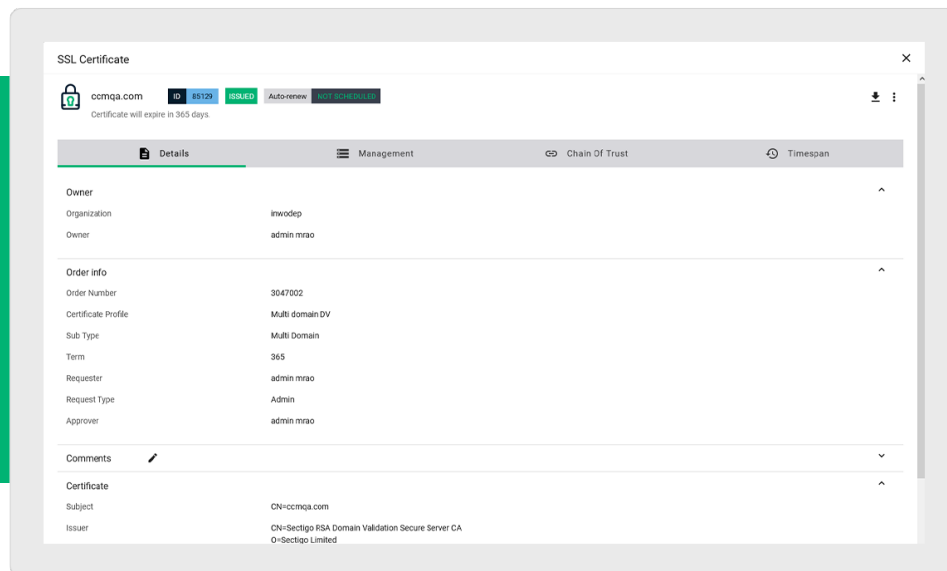 SSL Certificate
ccmqa.com ID 85129 ISSUED Auto-renew NOT SCHEDULED
Certificate will expire in 365 days.
Details Management Chain Of Trust Timespan
Owner
Organization inwodep
Owner admin mrao
Order info
Order Number 3047002
Certificate Profile Multi domain DV
Sub Type Multi Domain
Term 365
Requester admin mrao
Request Type Admin
Approver admin mrao
Comments
Certificate
Subject CN=ccmqa.com
Issuer CN=Sectigo RSA Domain Validation Secure Server CA
O=Sectigo Limited